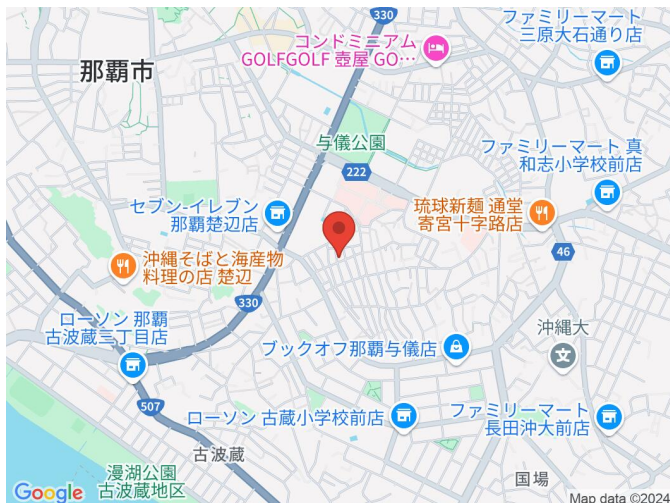 330
ファミリーマート
三原大石通り店
コンドミニアム
GOLFGOLF 壺屋 GO…
那覇市
与儀公園
222
ファミリーマート 真
和志小学校前店
セブン-イレブン
那覇楚辺店
琉球新麺 通堂
寄宮十字路店
沖縄そばと海産物
料理の店 楚辺
46
330
ローソン 那覇
古波蔵三丁目店
沖縄大
ブックオフ那覇与儀店
507
ローソン 古蔵小学校前店
ファミリーマート
長田沖大前店
古波蔵
漫湖公園
古波蔵地区
国場
Google
Map data ©2024